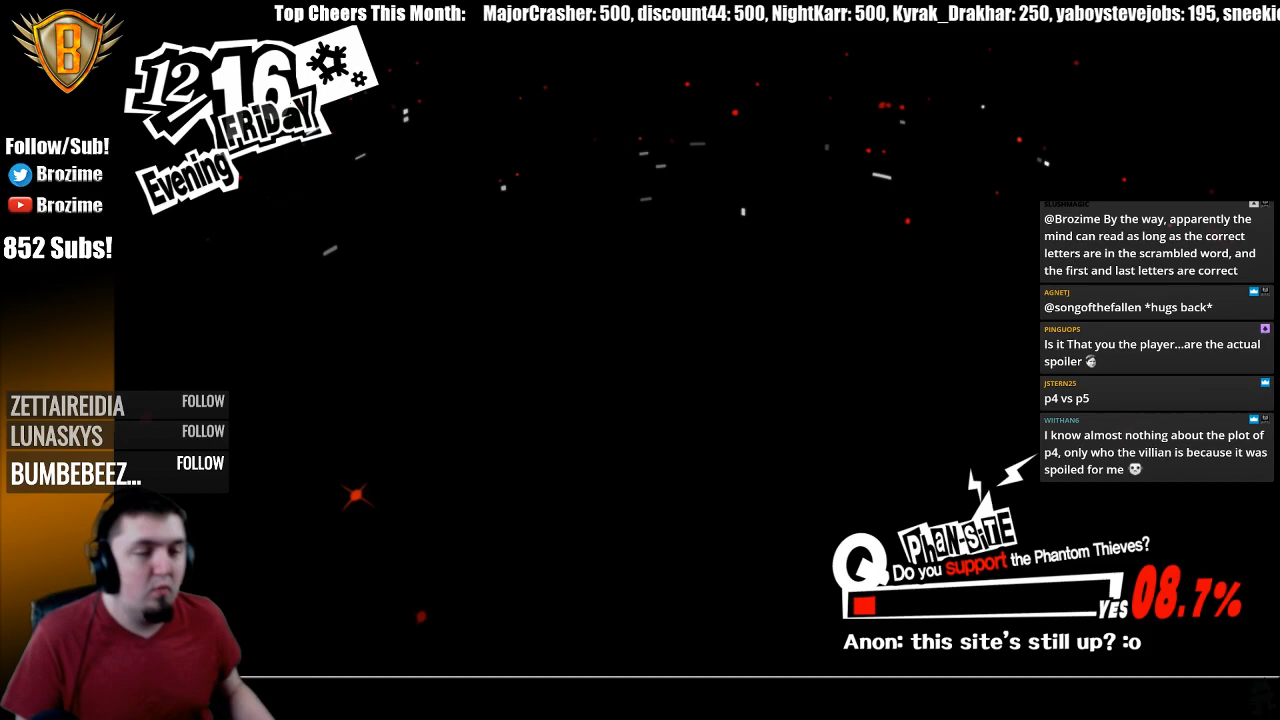 Top Cheers This Month: MajorCrasher: 500, discount44: 500, NightKarr: 500, Kyrak_Drakhar: 250, yaboystevejobs: 195, sneekie
B
12/16
FRiDaY
Evening
Follow/Sub!
Brozime
Brozime
852 Subs!
ZETTAIREIDIA FOLLOW
LUNASKYS FOLLOW
BUMBEBEEZ... FOLLOW
SLUSHMAGIC
@Brozime By the way, apparently the
mind can read as long as the correct
letters are in the scrambled word, and
the first and last letters are correct
AGNETJ
@songofthefallen *hugs back*
PINGUOPS
Is it That you the player...are the actual
spoiler
JSTERN25
p4 vs p5
WIITHAN6
I know almost nothing about the plot of
p4, only who the villian is because it was
spoiled for me
PhaN-SiTE
Q Do you support the Phantom Thieves?
YES 08.7%
Anon: this site's still up? :o